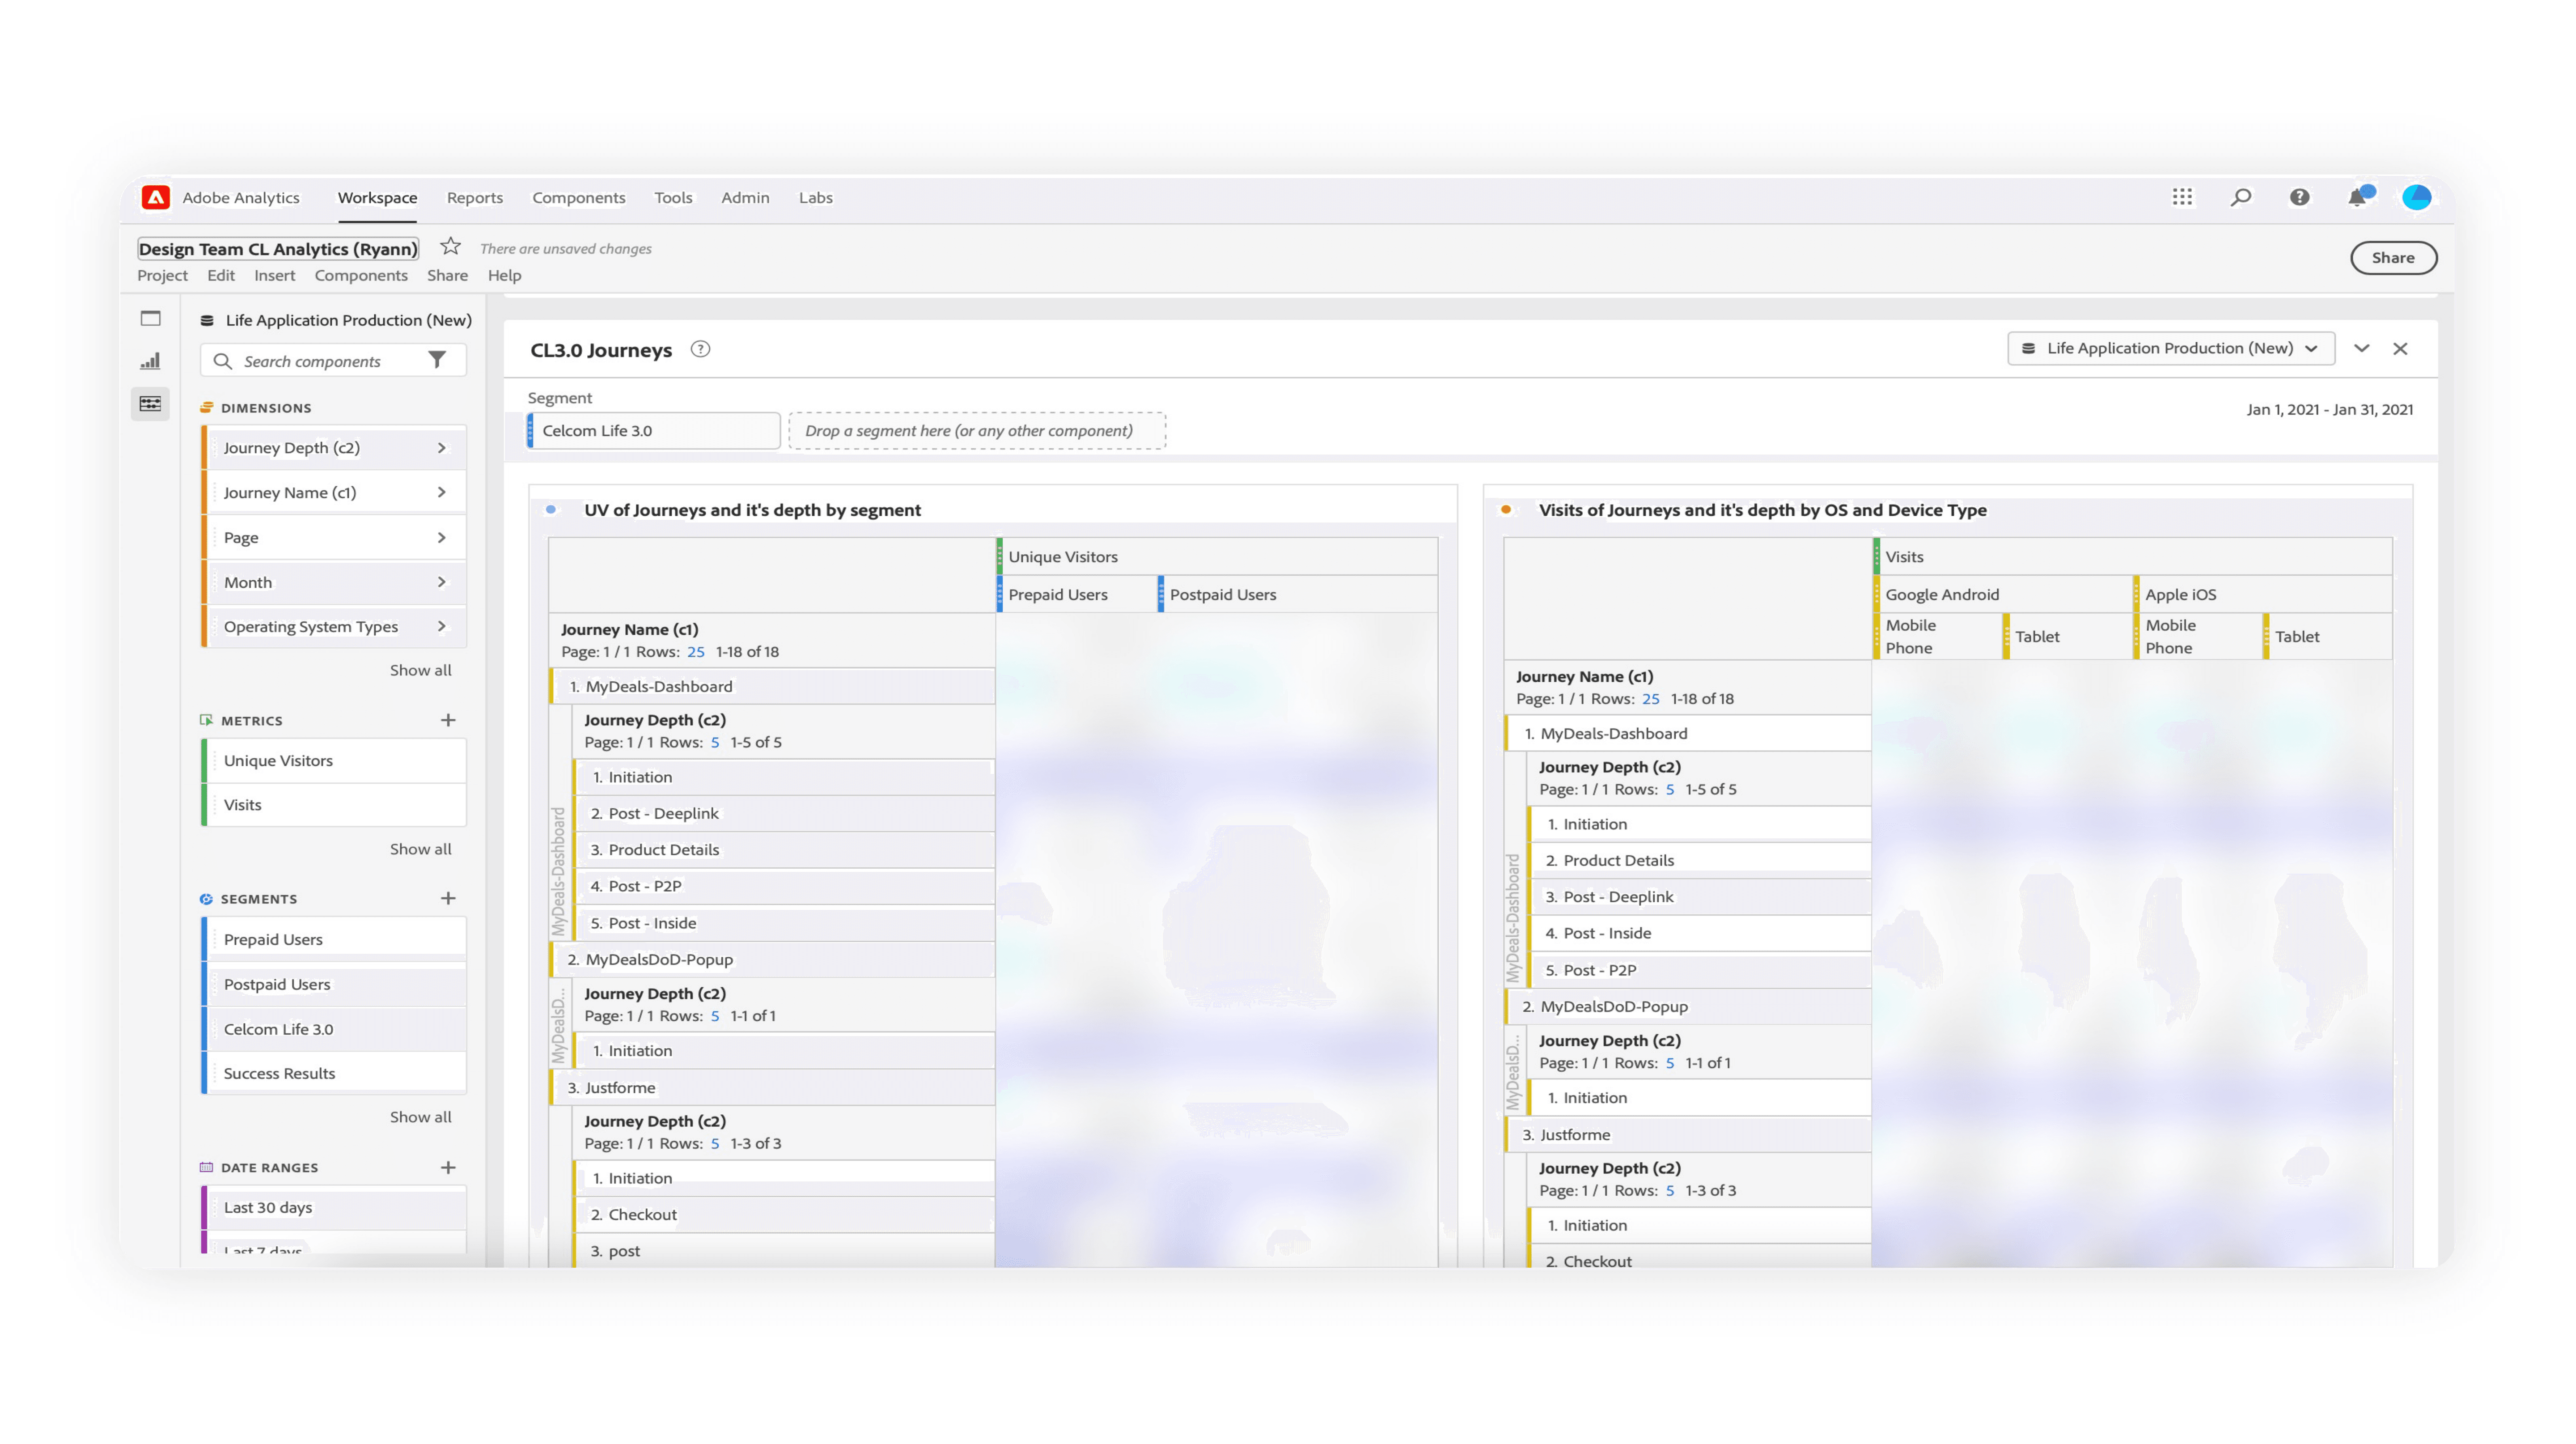 Adobe Analytics Workspace Reports Components Tools Admin Labs
Design Team CL Analytics (Ryann) There are unsaved changes
Project Edit Insert Components Share Help
Share
Life Application Production (New)
Search components
DIMENSIONS
Journey Depth (c2)
Journey Name (c1)
Page
Month
Operating System Types
Show all
METRICS
Unique Visitors
Visits
Show all
SEGMENTS
Prepaid Users
Postpaid Users
Celcom Life 3.0
Success Results
Show all
DATE RANGES
Last 30 days
Last 7 days
CL3.0 Journeys
Life Application Production (New)
Segment
Celcom Life 3.0
Drop a segment here (or any other component)
Jan 1, 2021 - Jan 31, 2021
UV of Journeys and it's depth by segment
Unique Visitors
Prepaid Users Postpaid Users
Journey Name (c1)
Page: 1 / 1 Rows: 25 1-18 of 18
1. MyDeals-Dashboard
MyDeals-Dashboard
Journey Depth (c2)
Page: 1 / 1 Rows: 5 1-5 of 5
1. Initiation
2. Post - Deeplink
3. Product Details
4. Post - P2P
5. Post - Inside
2. MyDealsDoD-Popup
MyDealsD...
Journey Depth (c2)
Page: 1 / 1 Rows: 5 1-1 of 1
1. Initiation
3. Justforme
Journey Depth (c2)
Page: 1 / 1 Rows: 5 1-3 of 3
1. Initiation
2. Checkout
3. post
Visits of Journeys and it's depth by OS and Device Type
Visits
Google Android Apple iOS
Mobile Phone Tablet Mobile Phone Tablet
Journey Name (c1)
Page: 1 / 1 Rows: 25 1-18 of 18
1. MyDeals-Dashboard
MyDeals-Dashboard
Journey Depth (c2)
Page: 1 / 1 Rows: 5 1-5 of 5
1. Initiation
2. Product Details
3. Post - Deeplink
4. Post - Inside
5. Post - P2P
2. MyDealsDoD-Popup
MyDealsD...
Journey Depth (c2)
Page: 1 / 1 Rows: 5 1-1 of 1
1. Initiation
3. Justforme
Journey Depth (c2)
Page: 1 / 1 Rows: 5 1-3 of 3
1. Initiation
2. Checkout